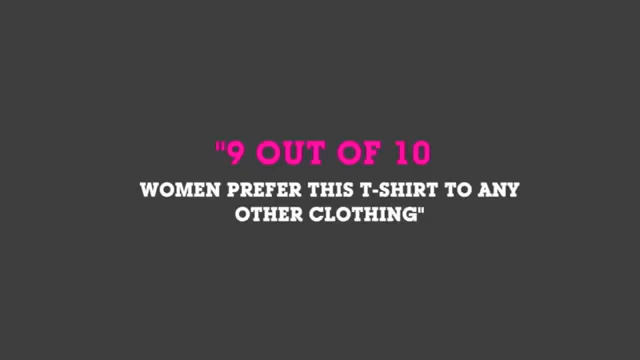 "9 OUT OF 10
WOMEN PREFER THIS T-SHIRT TO ANY
OTHER CLOTHING"